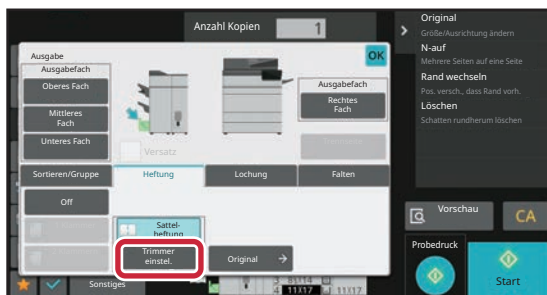 Anzahl Kopien 1
Ausgabe
OK
Ausgabefach
Oberes Fach
Mittleres
Fach
Unteres Fach
Versatz
Ausgabefach
Rechtes
Fach
Sortieren/Gruppe
Heftung
Lochung
Falten
Off
Sattel-
heftung
Trimmer
einstel.
Original
Sonstiges
11X17
11X17
Original
Größe/Ausrichtung ändern
N-auf
Mehrere Seiten auf eine Seite
Rand wechseln
Pos. versch., dass Rand vorh.
Löschen
Schatten rundherum löschen
Vorschau
CA
Probedruck
Start